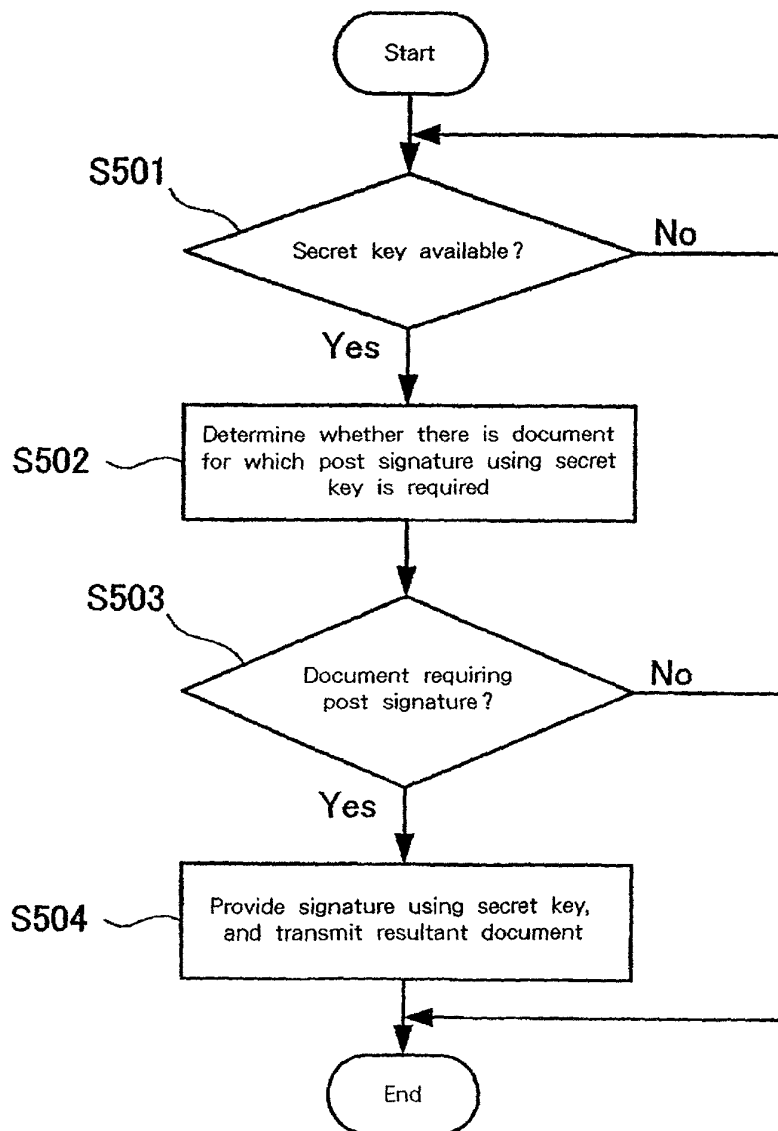 Start
S501
Secret key available?
No
Yes
S502
Determine whether there is document
for which post signature using secret
key is required
S503
Document requiring
post signature?
No
Yes
S504
Provide signature using secret key,
and transmit resultant document
End